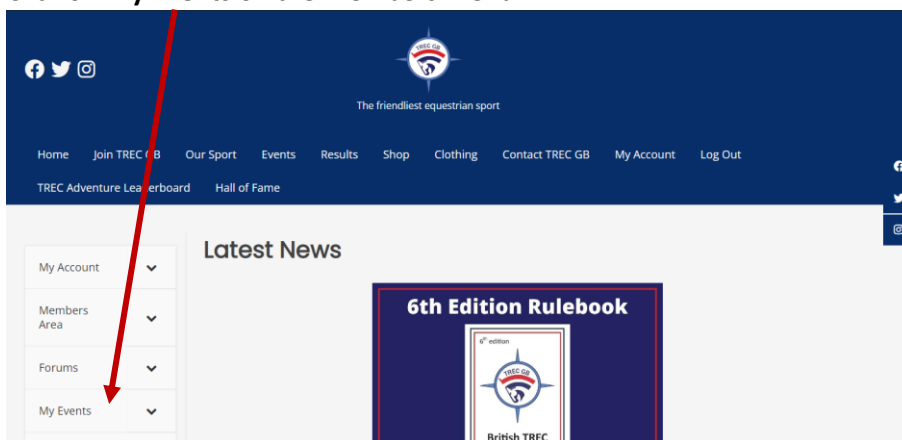 TREC GB
The friendliest equestrian sport
Home Join TREC GB Our Sport Events Results Shop Clothing Contact TREC GB My Account Log Out
TREC Adventure Leaderboard Hall of Fame
Latest News
My Account
Members
Area
Forums
My Events
6th Edition Rulebook
6th edition
TREC GB
British TREC